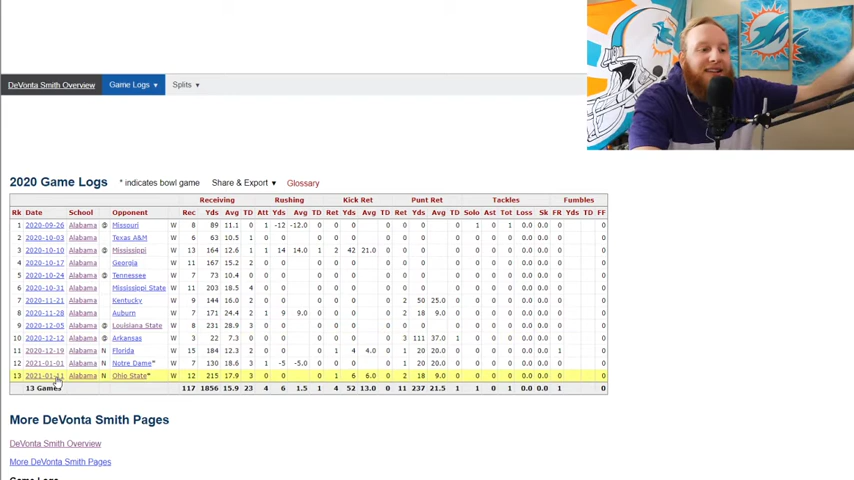 DeVonta Smith Overview Game Logs ▼ Splits ▼
2020 Game Logs * indicates bowl game Share & Export ▼ Glossary
Receiving Rushing Kick Ret Punt Ret Tackles Fumbles
Rk Date School Opponent Rec Yds Avg TD Att Yds Avg TD Ret Yds Avg TD Ret Yds Avg TD Solo Ast Tot Loss Sk FR Yds TD FF
1 2020-09-26 Alabama @ Missouri W 8 89 11.1 0 1 -12 -12.0 0 0 0 0 0 0 0 1 0 1 0.0 0.0 0 0
2 2020-10-03 Alabama Texas A&M W 6 63 10.5 1 0 0 0 0 0 0 0 0 0 0 0 0.0 0.0 0 0
3 2020-10-10 Alabama @ Mississippi W 13 164 12.6 1 1 14 14.0 1 2 42 21.0 0 0 0 0 0 0 0 0.0 0.0 0 0
4 2020-10-17 Alabama Georgia W 11 167 15.2 2 0 0 0 0 0 0 0 0 0 0 0 0.0 0.0 0 0
5 2020-10-24 Alabama @ Tennessee W 7 73 10.4 0 0 0 0 0 0 0 0 0 0 0 0 0.0 0.0 0 0
6 2020-10-31 Alabama Mississippi State W 11 203 18.5 4 0 0 0 0 0 0 0 0 0 0 0 0.0 0.0 0 0
7 2020-11-21 Alabama Kentucky W 9 144 16.0 2 0 0 0 0 0 0 2 50 25.0 0 0 0 0 0.0 0.0 0 0
8 2020-11-28 Alabama Auburn W 7 171 24.4 2 1 9 9.0 0 0 0 0 2 18 9.0 0 0 0 0 0.0 0.0 0 0
9 2020-12-05 Alabama @ Louisiana State W 8 231 28.9 3 0 0 0 0 0 0 0 0 0 0 0 0.0 0.0 0 0
10 2020-12-12 Alabama @ Arkansas W 3 22 7.3 0 0 0 0 0 0 0 3 111 37.0 1 0 0 0 0.0 0.0 0 0
11 2020-12-19 Alabama N Florida W 15 184 12.3 2 0 0 0 1 4 4.0 0 1 20 20.0 0 0 0 0 0.0 0.0 0 0
12 2021-01-01 Alabama N Notre Dame* W 7 130 18.6 3 1 -5 -5.0 0 0 0 0 1 20 20.0 0 0 0 0 0.0 0.0 0 0
13 2021-01-11 Alabama N Ohio State* W 12 215 17.9 3 0 0 0 1 6 6.0 0 2 18 9.0 0 0 0 0 0.0 0.0 0 0
13 Games 117 1856 15.9 23 4 6 1.5 1 4 52 13.0 0 11 237 21.5 1 1 0 1 0.0 0.0 1 0
More DeVonta Smith Pages
DeVonta Smith Overview
More DeVonta Smith Pages
Game Logs